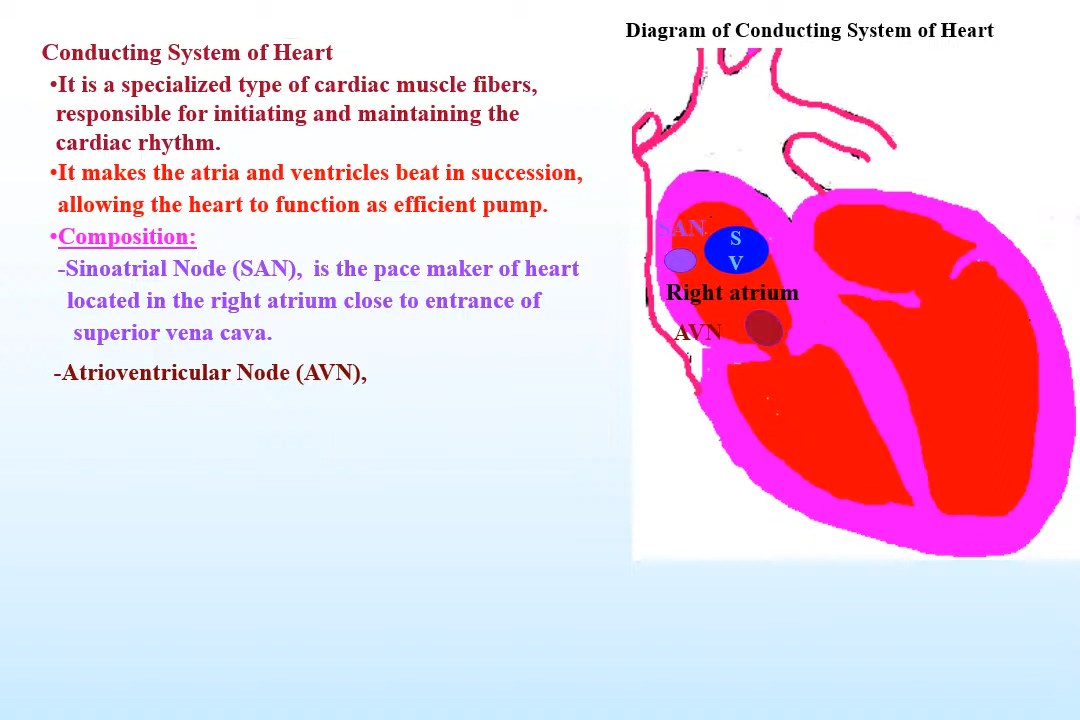 Diagram of Conducting System of Heart
Conducting System of Heart
•It is a specialized type of cardiac muscle fibers,
responsible for initiating and maintaining the
cardiac rhythm.
•It makes the atria and ventricles beat in succession,
allowing the heart to function as efficient pump.
•Composition:
-Sinoatrial Node (SAN), is the pace maker of heart
located in the right atrium close to entrance of
superior vena cava.
-Atrioventricular Node (AVN),
SAN
S
V
Right atrium
AVN